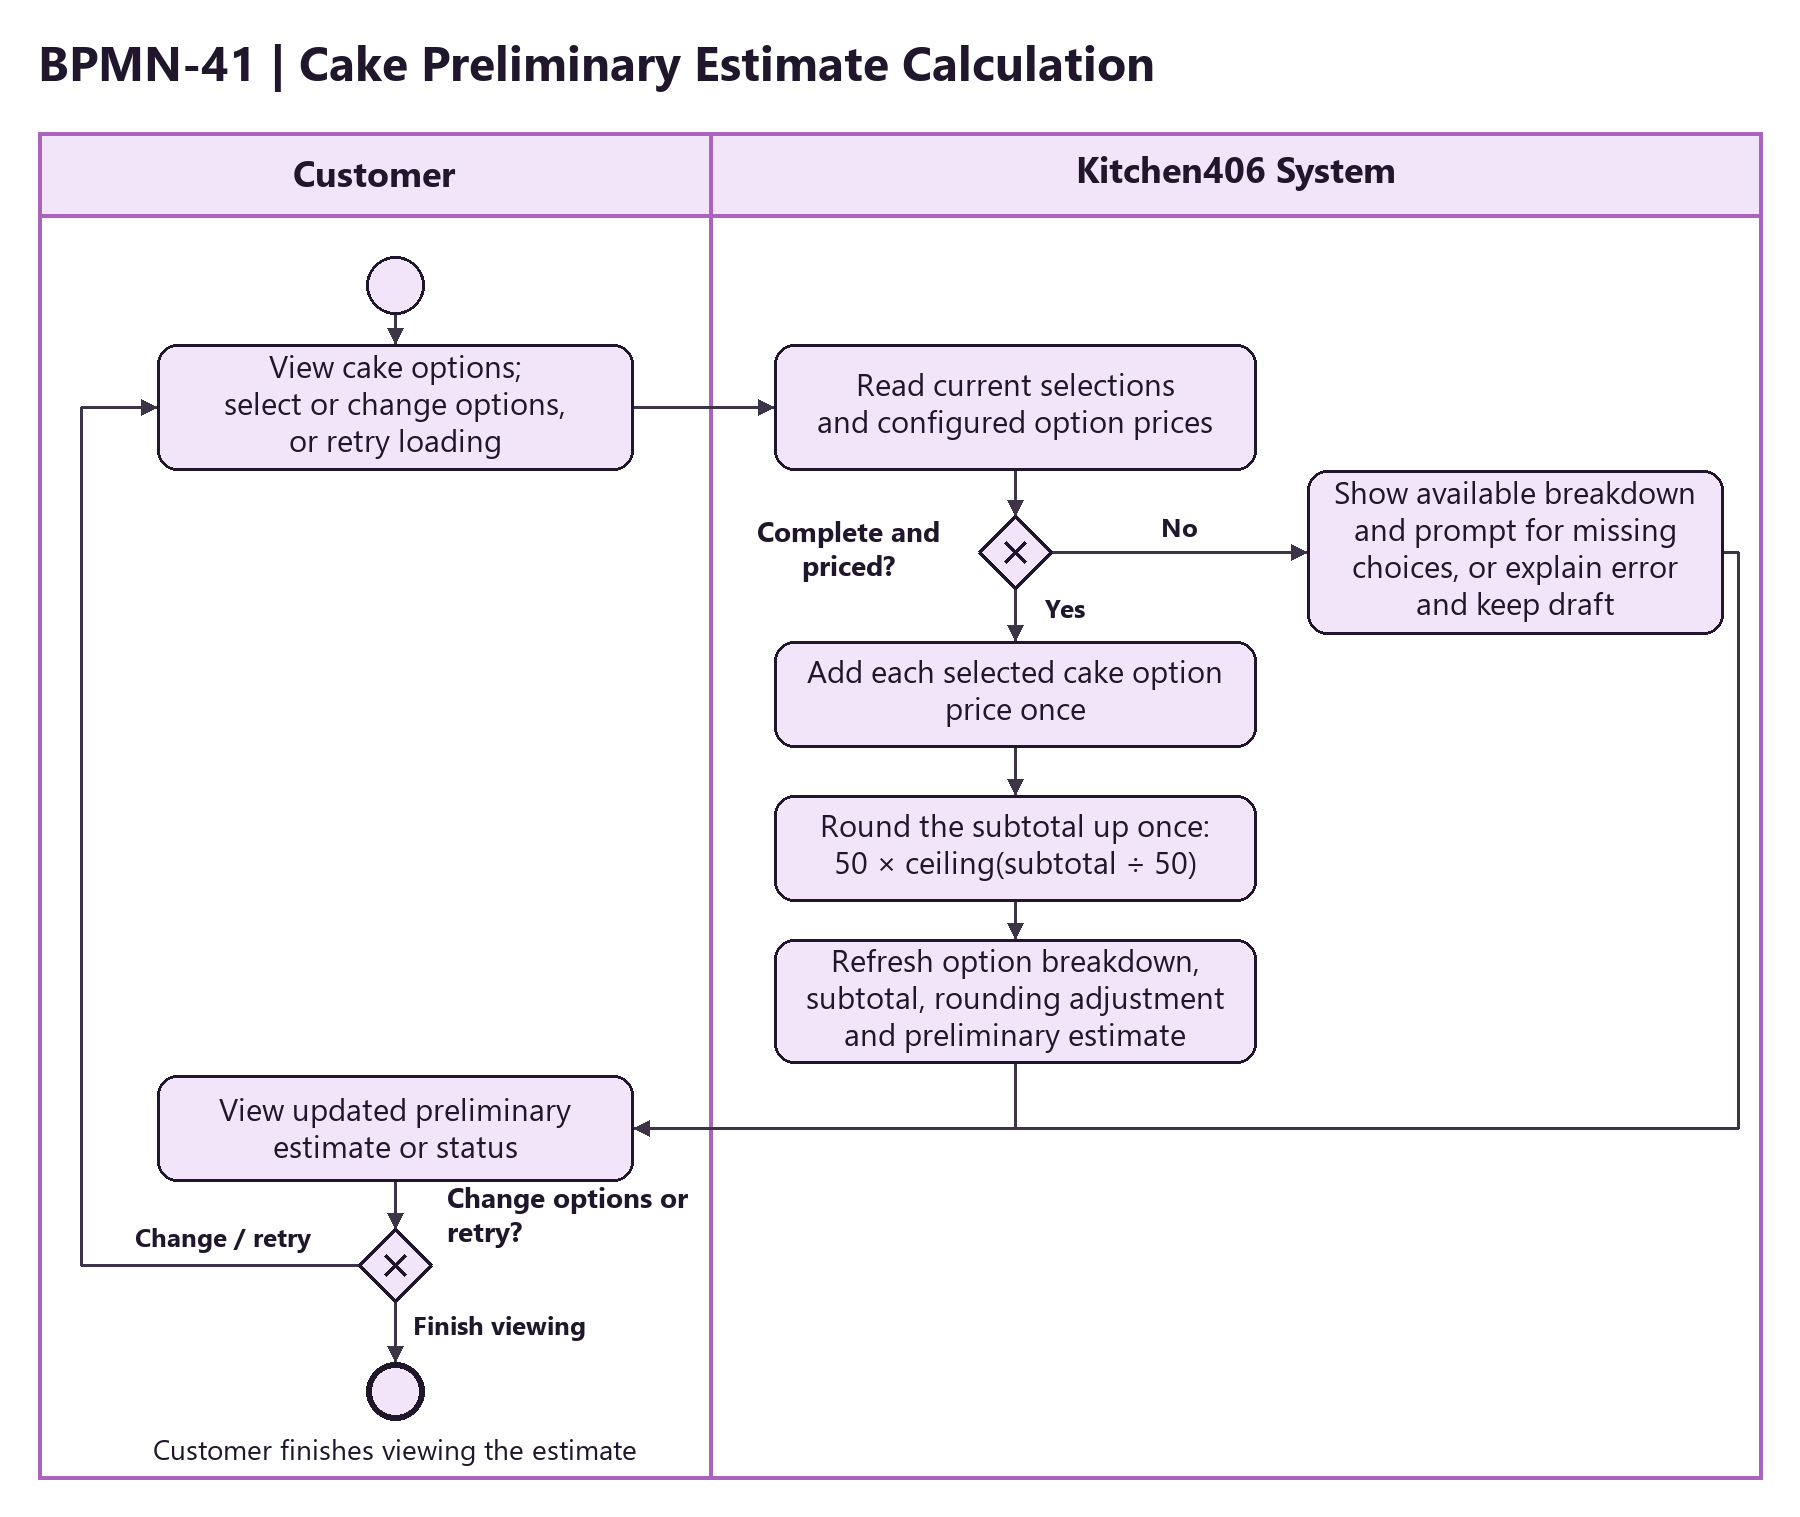 BPMN-41 | Cake Preliminary Estimate Calculation
Customer
Kitchen406 System
View cake options;
select or change options,
or retry loading
Read current selections
and configured option prices
Complete and
priced?
No
Show available breakdown
and prompt for missing
choices, or explain error
and keep draft
Yes
Add each selected cake option
price once
Round the subtotal up once:
50 × ceiling(subtotal ÷ 50)
Refresh option breakdown,
subtotal, rounding adjustment
and preliminary estimate
View updated preliminary
estimate or status
Change options or
retry?
Change / retry
Finish viewing
Customer finishes viewing the estimate